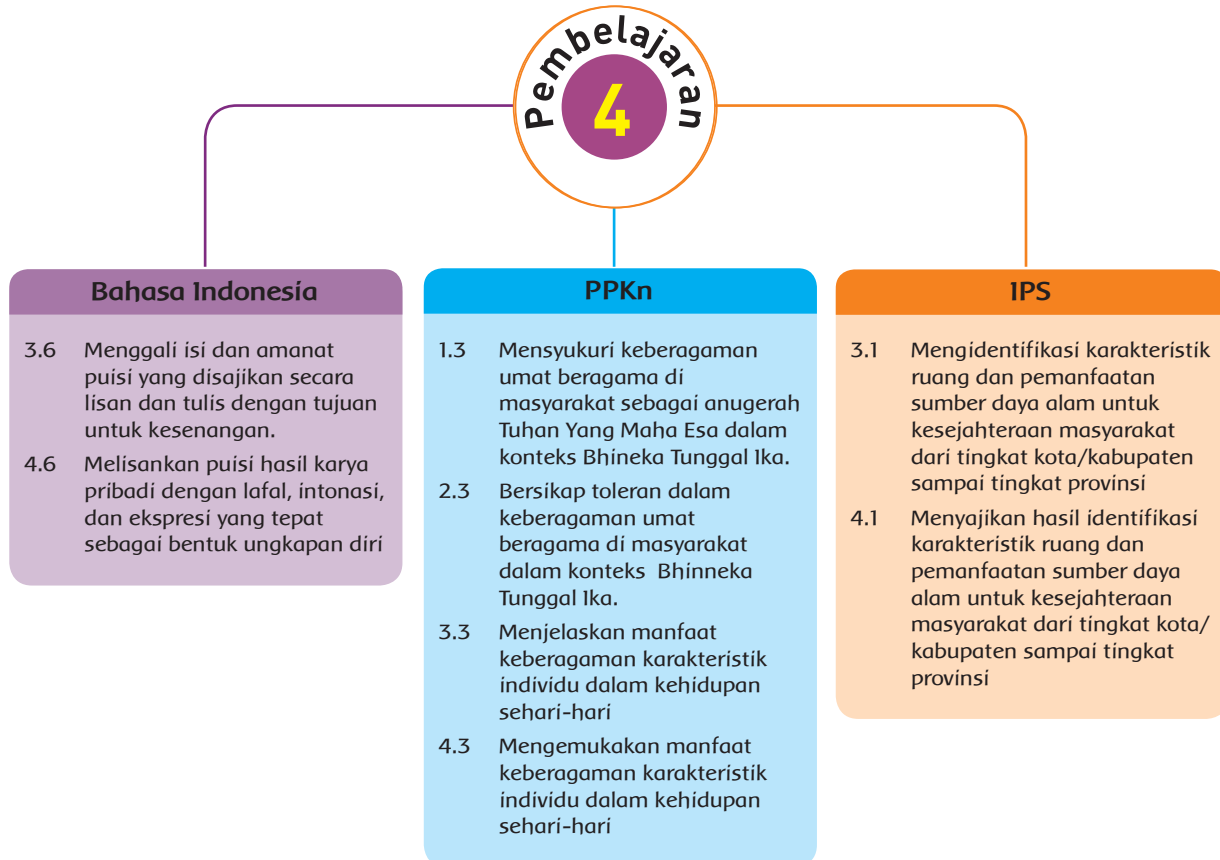 Pembelajaran
4
Bahasa Indonesia
3.6 Menggali isi dan amanat
puisi yang disajikan secara
lisan dan tulis dengan tujuan
untuk kesenangan.
4.6 Melisankan puisi hasil karya
pribadi dengan lafal, intonasi,
dan ekspresi yang tepat
sebagai bentuk ungkapan diri
PPKn
1.3 Mensyukuri keberagaman
umat beragama di
masyarakat sebagai anugerah
Tuhan Yang Maha Esa dalam
konteks Bhineka Tunggal Ika.
2.3 Bersikap toleran dalam
keberagaman umat
beragama di masyarakat
dalam konteks Bhinneka
Tunggal Ika.
3.3 Menjelaskan manfaat
keberagaman karakteristik
individu dalam kehidupan
sehari-hari
4.3 Mengemukakan manfaat
keberagaman karakteristik
individu dalam kehidupan
sehari-hari
IPS
3.1 Mengidentifikasi karakteristik
ruang dan pemanfaatan
sumber daya alam untuk
kesejahteraan masyarakat
dari tingkat kota/kabupaten
sampai tingkat provinsi
4.1 Menyajikan hasil identifikasi
karakteristik ruang dan
pemanfaatan sumber daya
alam untuk kesejahteraan
masyarakat dari tingkat kota/
kabupaten sampai tingkat
provinsi